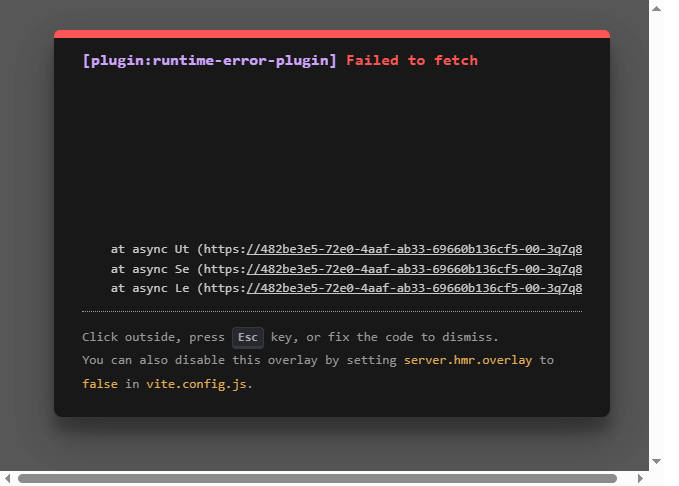 [plugin:runtime-error-plugin] Failed to fetch
at async Ut (https://482be3e5-72e0-4aaf-ab33-69660b136cf5-00-3q7q8
at async Se (https://482be3e5-72e0-4aaf-ab33-69660b136cf5-00-3q7q8
at async Le (https://482be3e5-72e0-4aaf-ab33-69660b136cf5-00-3q7q8
Click outside, press Esc key, or fix the code to dismiss.
You can also disable this overlay by setting server.hmr.overlay to
false in vite.config.js.